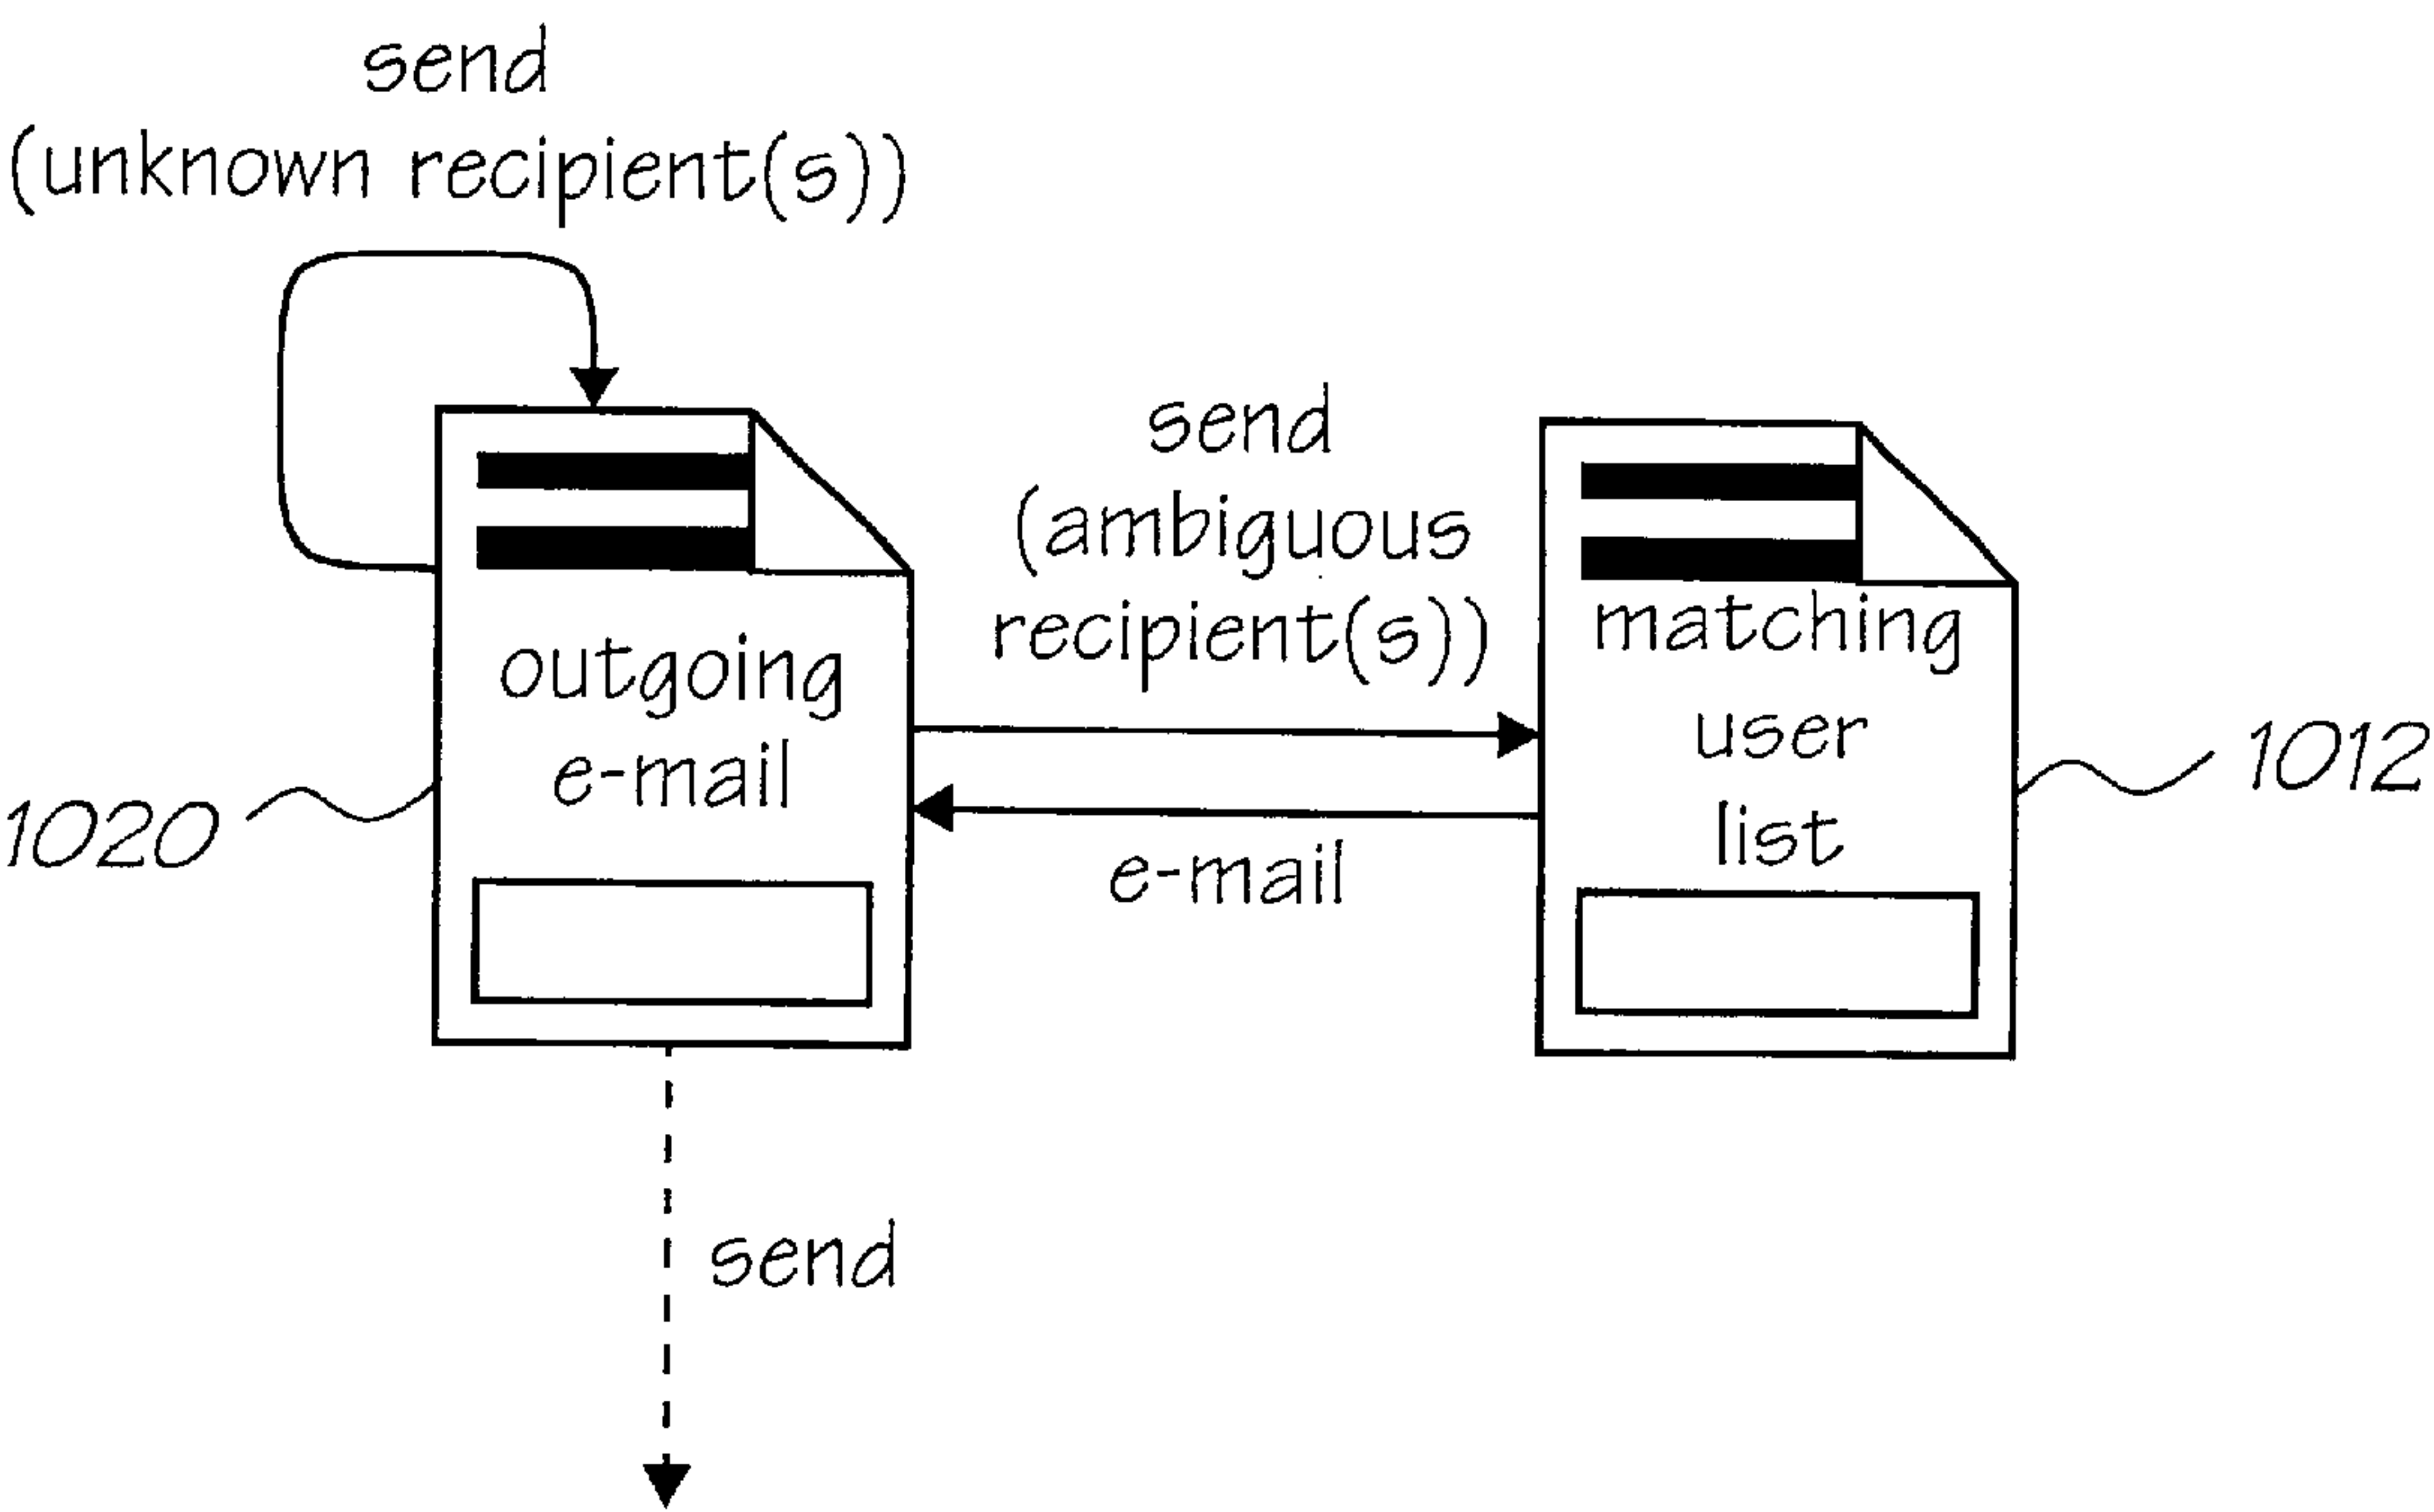 send
(unknown recipient(s))
send
(ambiguous
recipient(s))
outgoing
e-mail
matching
user
list
1020
1012
e-mail
send